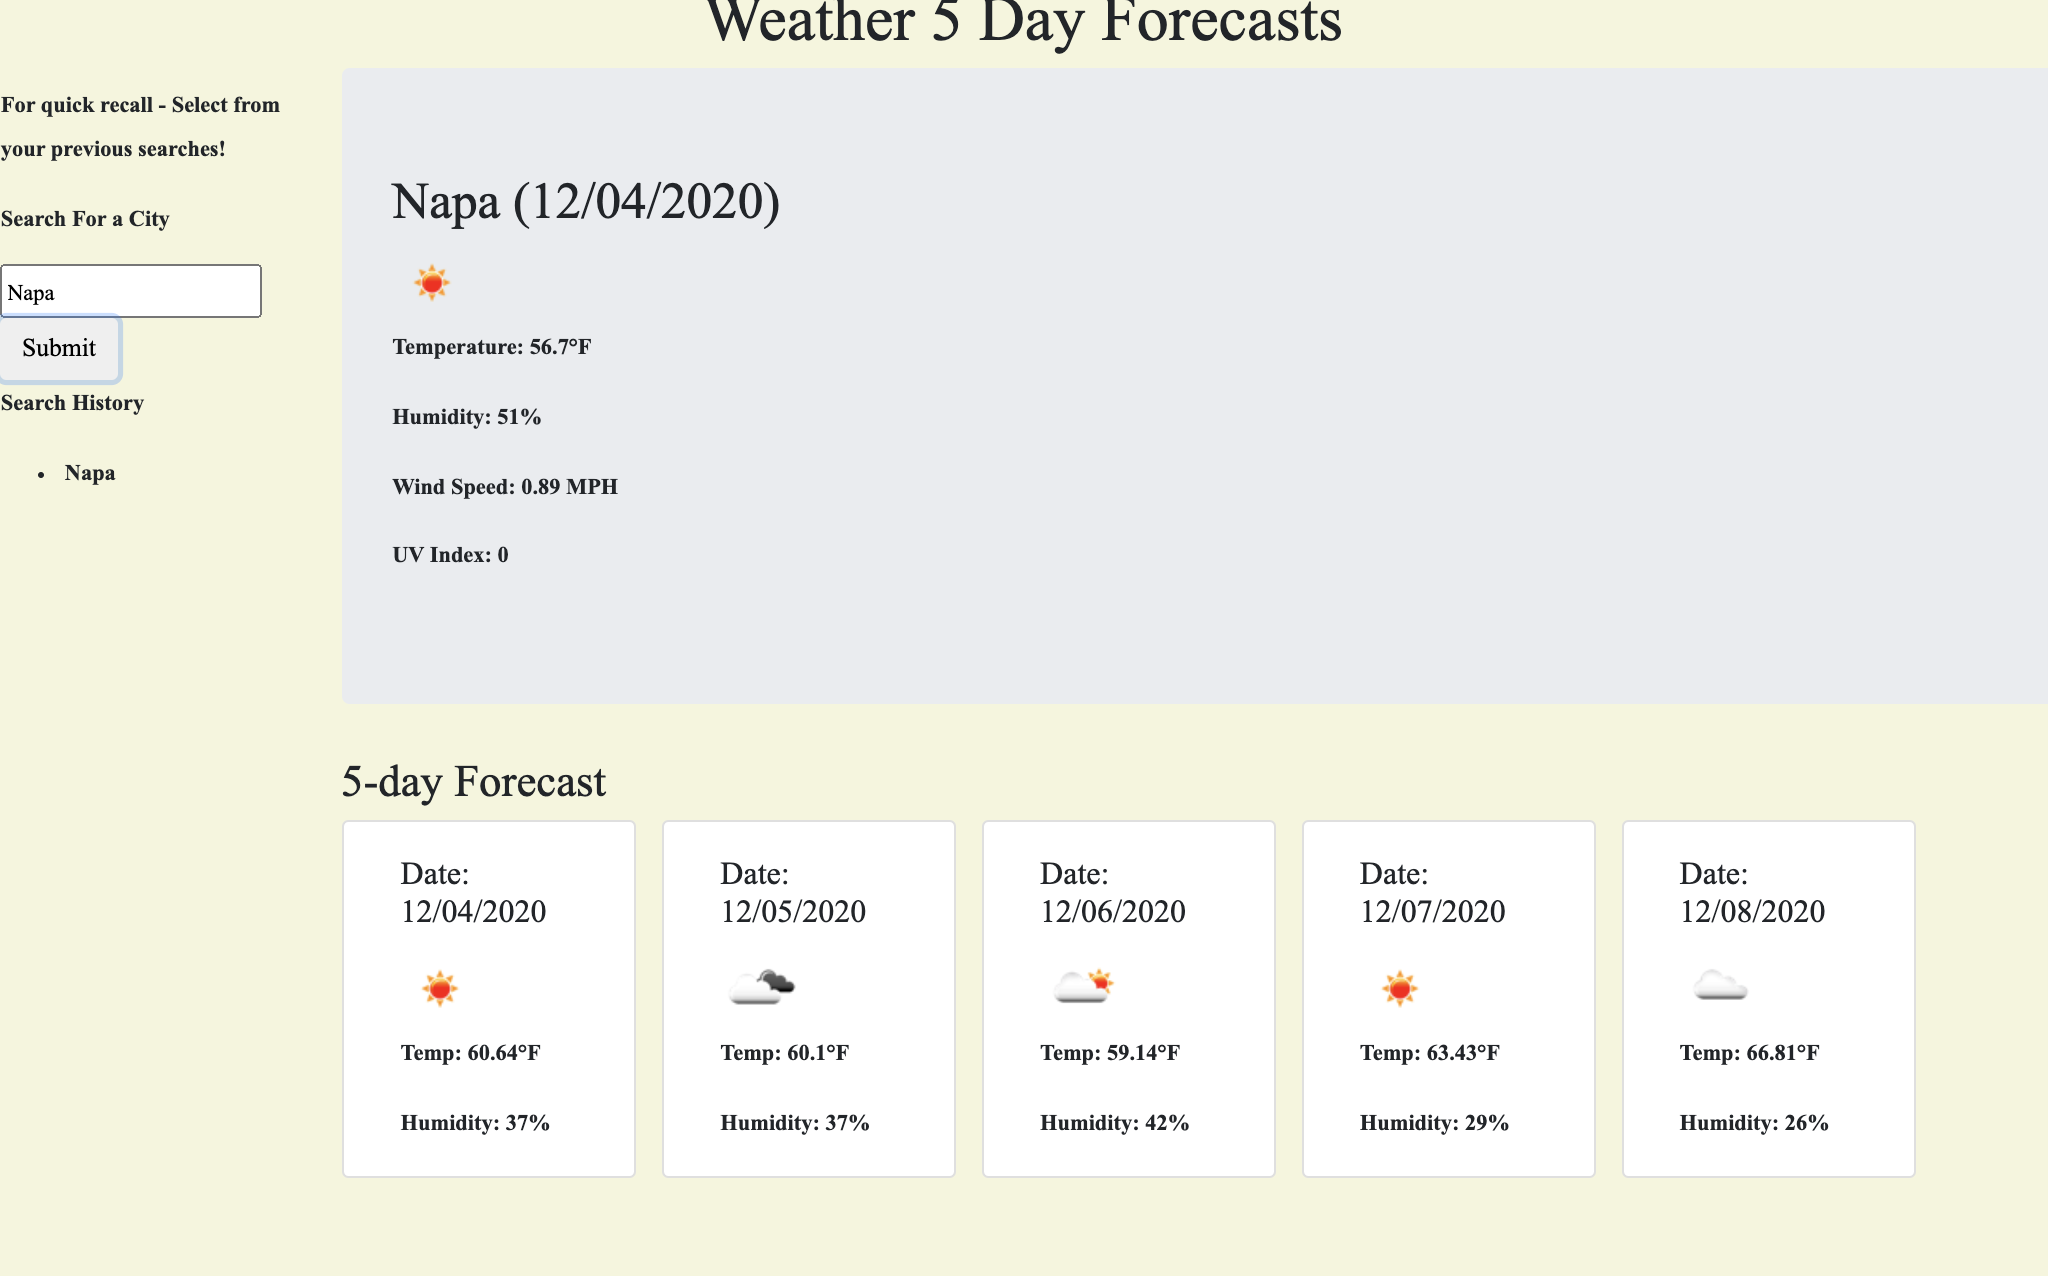 Weather 5 Day Forecasts
For quick recall - Select from
your previous searches!
Search For a City
Napa
Submit
Search History
Napa
Napa (12/04/2020)
Temperature: 56.7°F
Humidity: 51%
Wind Speed: 0.89 MPH
UV Index: 0
5-day Forecast
Date:
12/04/2020
Temp: 60.64°F
Humidity: 37%
Date:
12/05/2020
Temp: 60.1°F
Humidity: 37%
Date:
12/06/2020
Temp: 59.14°F
Humidity: 42%
Date:
12/07/2020
Temp: 63.43°F
Humidity: 29%
Date:
12/08/2020
Temp: 66.81°F
Humidity: 26%